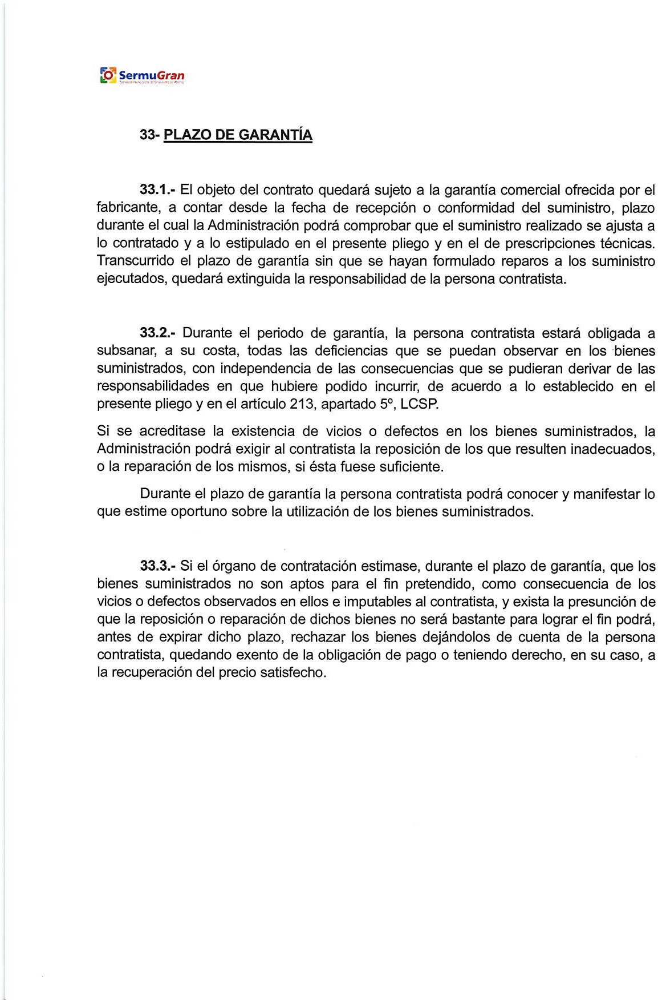 SermuGran
33- PLAZO DE GARANTÍA
33.1.- El objeto del contrato quedará sujeto a la garantía comercial ofrecida por el
fabricante, a contar desde la fecha de recepción o conformidad del suministro, plazo
durante el cual la Administración podrá comprobar que el suministro realizado se ajusta a
lo contratado y a lo estipulado en el presente pliego y en el de prescripciones técnicas.
Transcurrido el plazo de garantía sin que se hayan formulado reparos a los suministro
ejecutados, quedará extinguida la responsabilidad de la persona contratista.
33.2.- Durante el periodo de garantía, la persona contratista estará obligada a
subsanar, a su costa, todas las deficiencias que se puedan observar en los bienes
suministrados, con independencia de las consecuencias que se pudieran derivar de las
responsabilidades en que hubiere podido incurrir, de acuerdo a lo establecido en el
presente pliego y en el artículo 213, apartado 5º, LCSP.
Si se acreditase la existencia de vicios o defectos en los bienes suministrados, la
Administración podrá exigir al contratista la reposición de los que resulten inadecuados,
o la reparación de los mismos, si ésta fuese suficiente.
Durante el plazo de garantía la persona contratista podrá conocer y manifestar lo
que estime oportuno sobre la utilización de los bienes suministrados.
33.3.- Si el órgano de contratación estimase, durante el plazo de garantía, que los
bienes suministrados no son aptos para el fin pretendido, como consecuencia de los
vicios o defectos observados en ellos e imputables al contratista, y exista la presunción de
que la reposición o reparación de dichos bienes no será bastante para lograr el fin podrá,
antes de expirar dicho plazo, rechazar los bienes dejándolos de cuenta de la persona
contratista, quedando exento de la obligación de pago o teniendo derecho, en su caso, a
la recuperación del precio satisfecho.